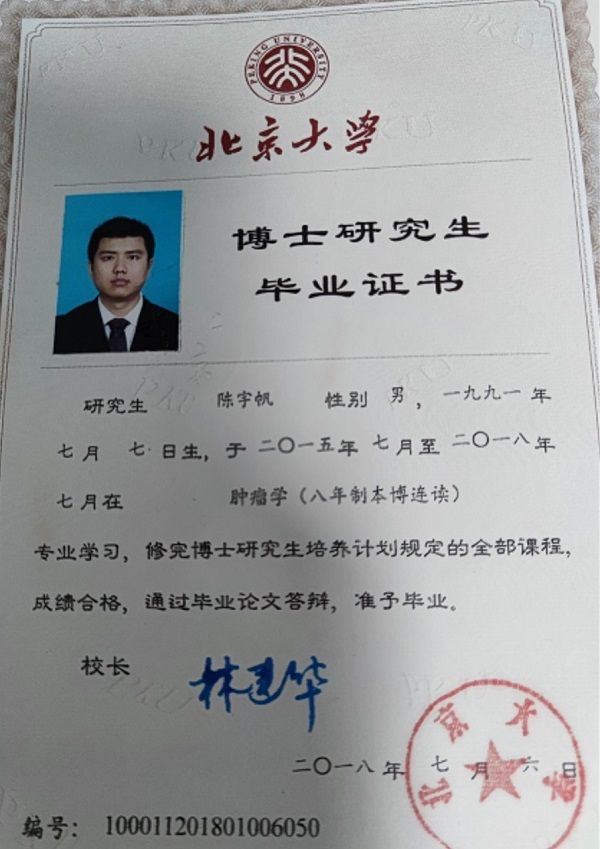 PEKING UNIVERSITY
1898
北京大学
博士研究生
毕业证书
研究生 陈宇帆 性别 男，一九九一年
七月 七日生，于二〇一五年 七月至二〇一八年
七月在 肿瘤学（八年制本博连读）
专业学习，修完博士研究生培养计划规定的全部课程，
成绩合格，通过毕业论文答辩，准予毕业。
校长 林建华
二〇一八年 七月 六日
北京大学
编号： 100011201801006050
PKU
PKU
PKU
PKU
PKU
PKU